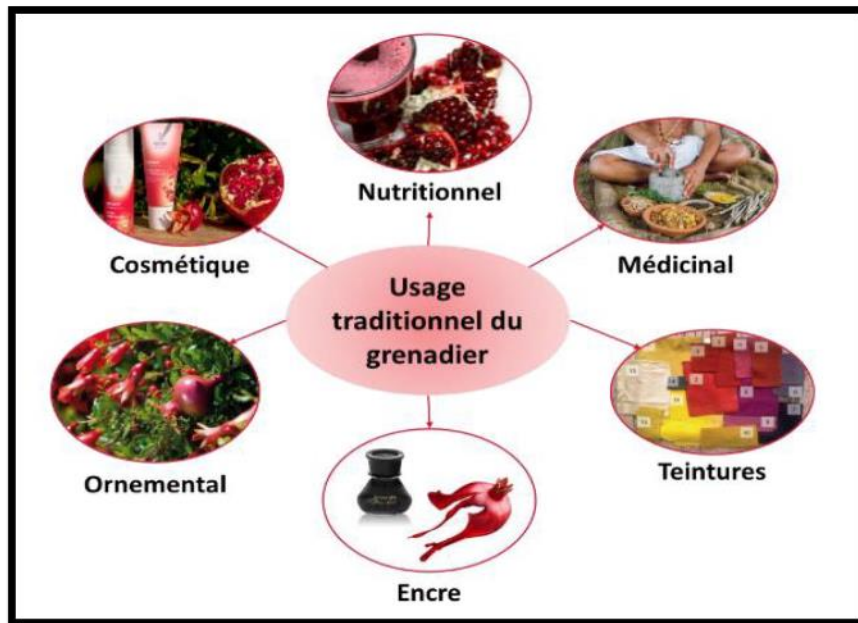 Nutritionnel
Cosmétique
Médicinal
Usage
traditionnel du
grenadier
Ornemental
Teintures
Encre